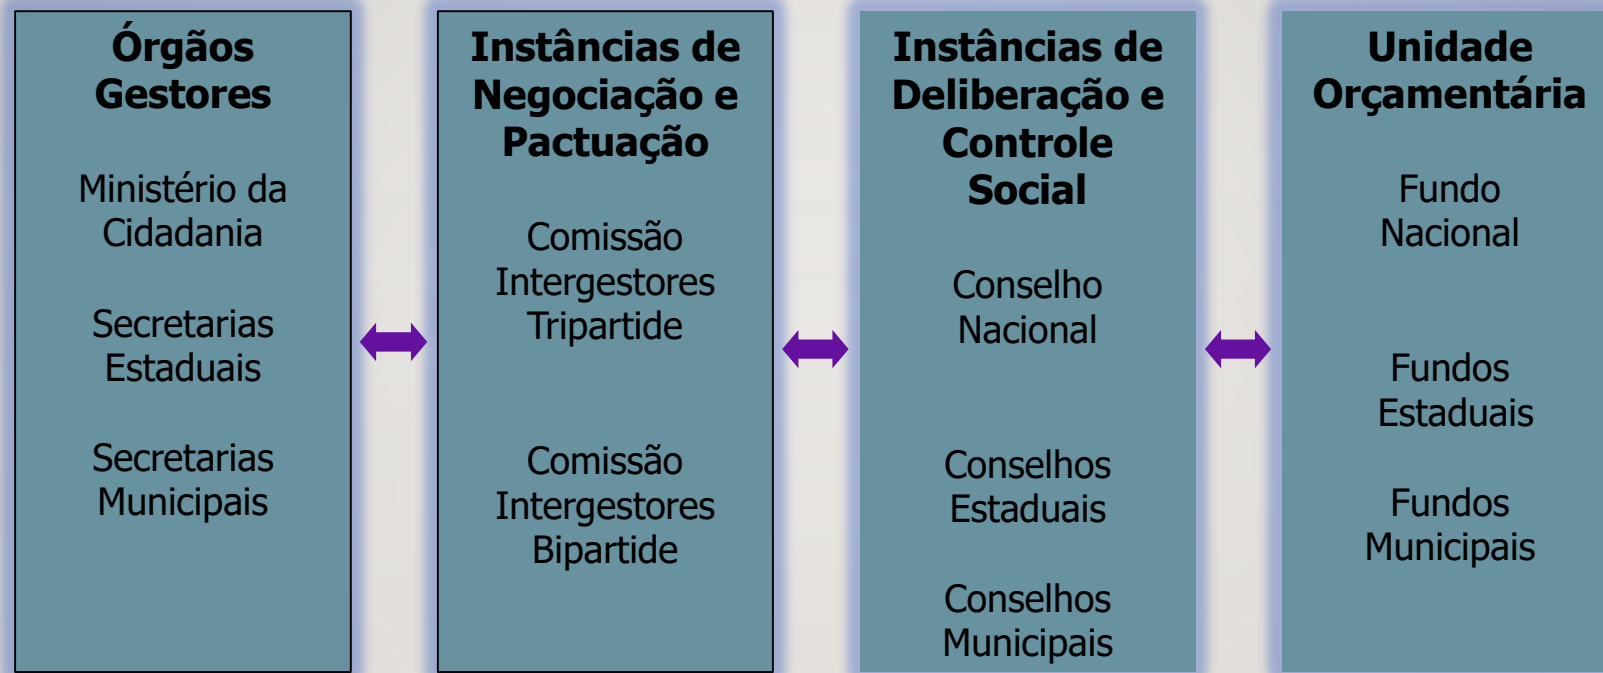 Órgãos
Gestores
Ministério da
Cidadania
Secretarias
Estaduais
Secretarias
Municipais
Instâncias de
Negociação e
Pactuação
Comissão
Intergestores
Tripartide
Comissão
Intergestores
Bipartide
Instâncias de
Deliberação e
Controle
Social
Conselho
Nacional
Conselhos
Estaduais
Conselhos
Municipais
Unidade
Orçamentária
Fundo
Nacional
Fundos
Estaduais
Fundos
Municipais